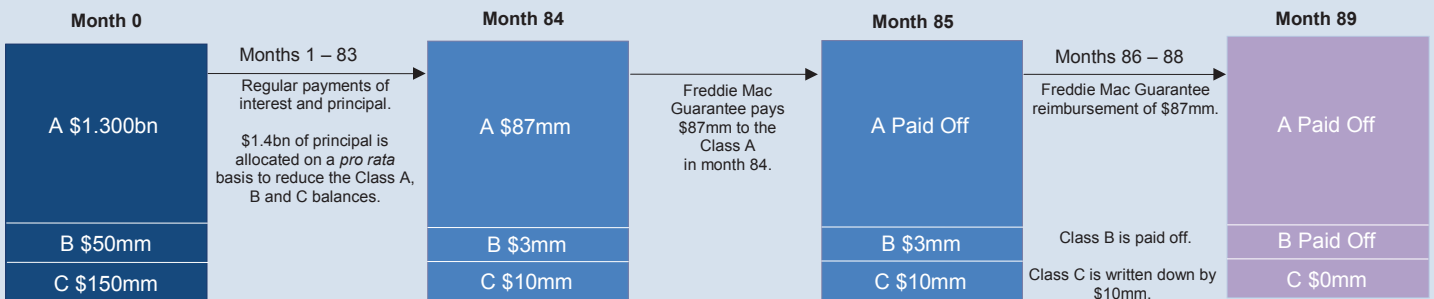 Month 0
Month 84
Month 85
Month 89
A $1.300bn
B $50mm
C $150mm
Months 1 – 83
Regular payments of
interest and principal.
$1.4bn of principal is
allocated on a pro rata
basis to reduce the Class A,
B and C balances.
A $87mm
B $3mm
C $10mm
Freddie Mac
Guarantee pays
$87mm to the
Class A
in month 84.
A Paid Off
B $3mm
C $10mm
Months 86 – 88
Freddie Mac Guarantee
reimbursement of $87mm.
Class B is paid off.
Class C is written down by
$10mm.
A Paid Off
B Paid Off
C $0mm